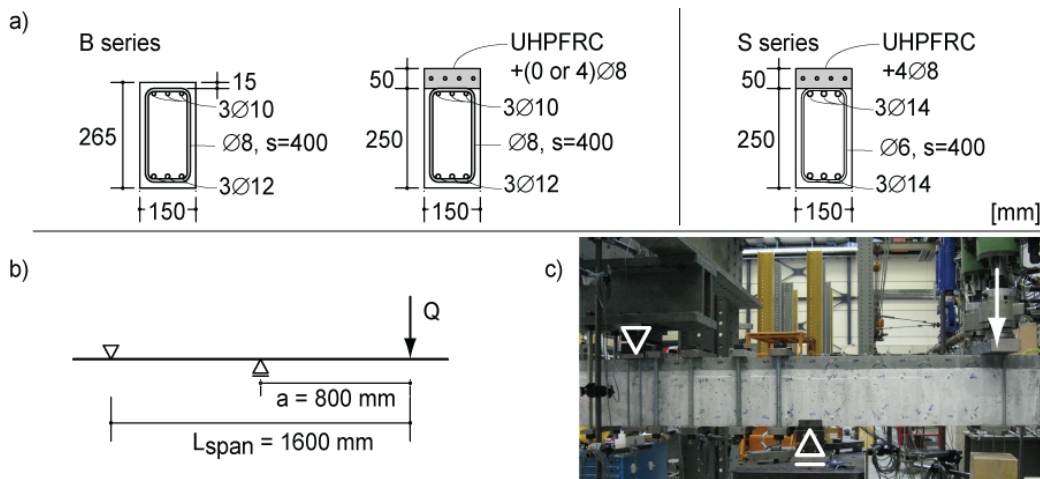 a)
B series
15
3∅10
265
∅8, s=400
3∅12
150
UHPFRC
+(0 or 4)∅8
50
3∅10
250
∅8, s=400
3∅12
150
S series
UHPFRC
+4∅8
50
3∅14
250
∅6, s=400
3∅14
150
[mm]
b)
Q
a = 800 mm
Lspan = 1600 mm
c)